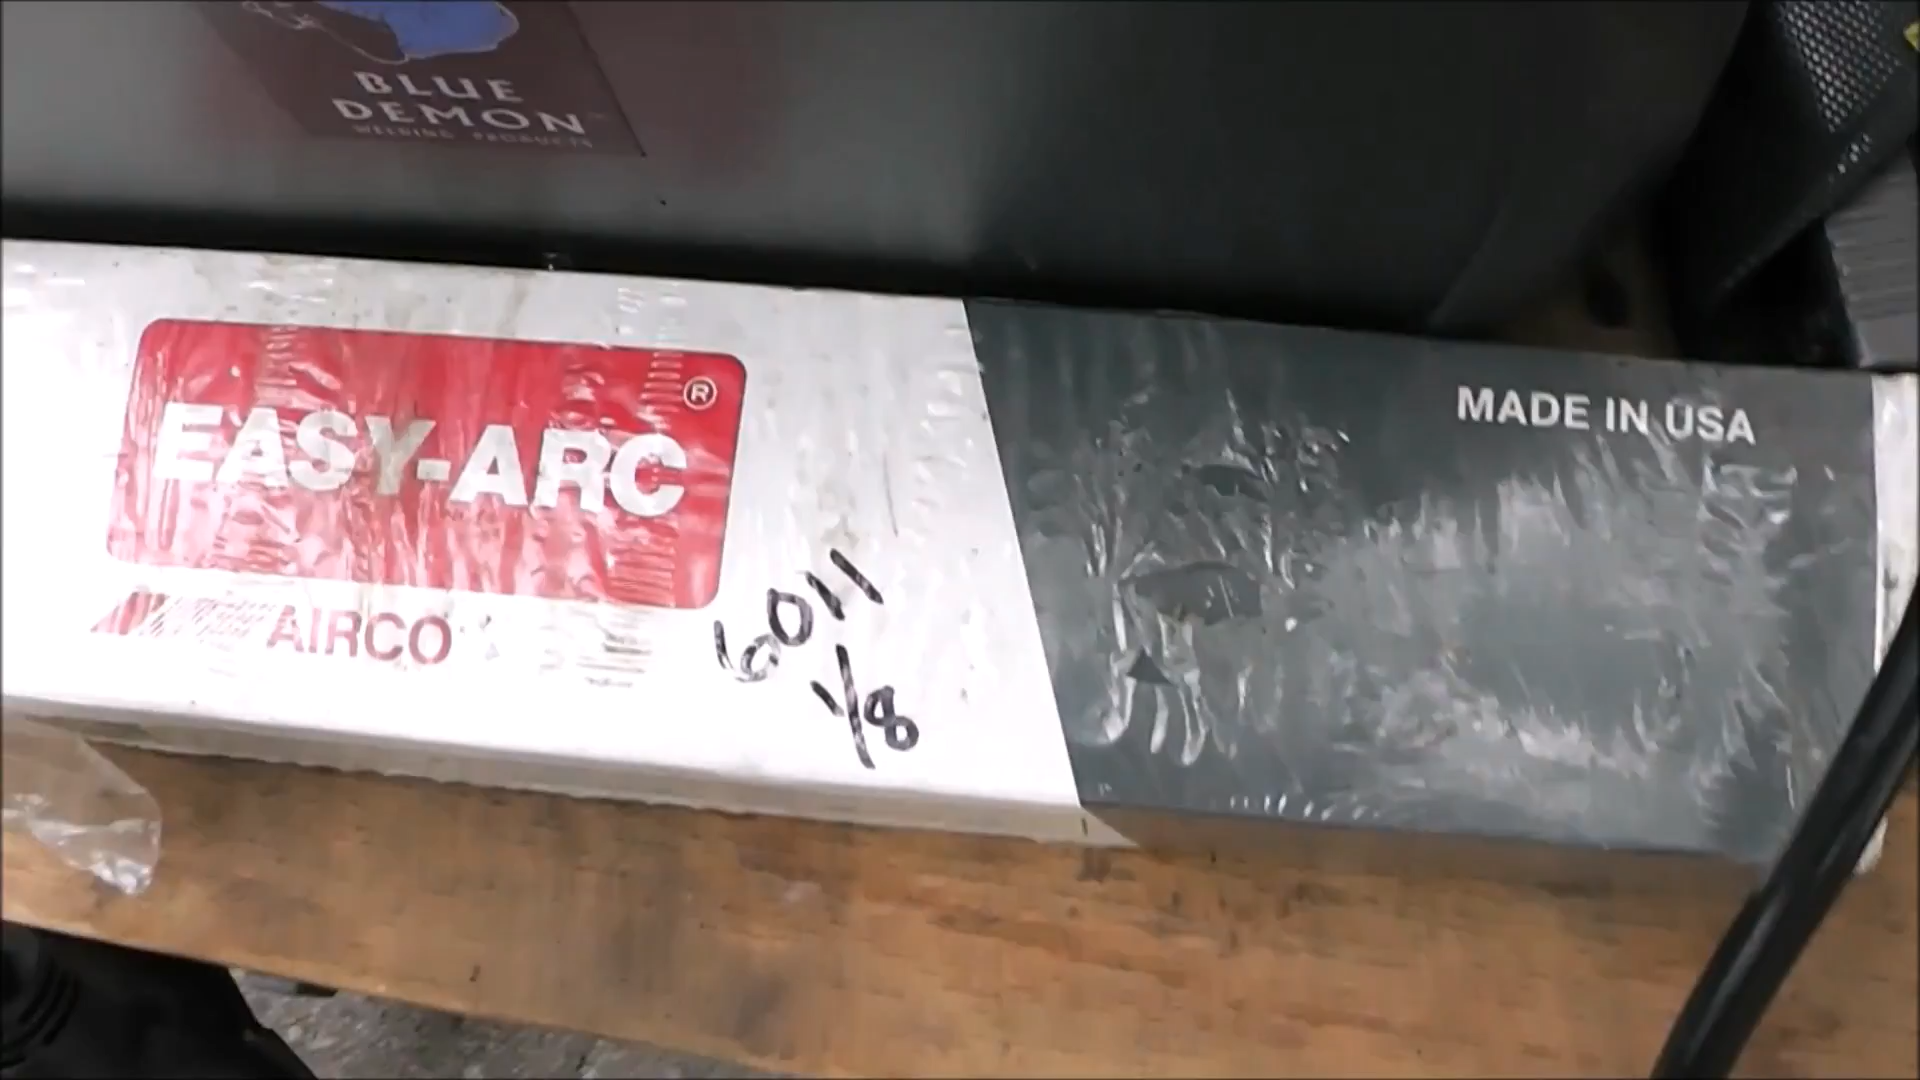 BLUE
DEMON
WELDING PRODUCTS
EASY-ARC®
AIRCO
6011
1/8
MADE IN USA